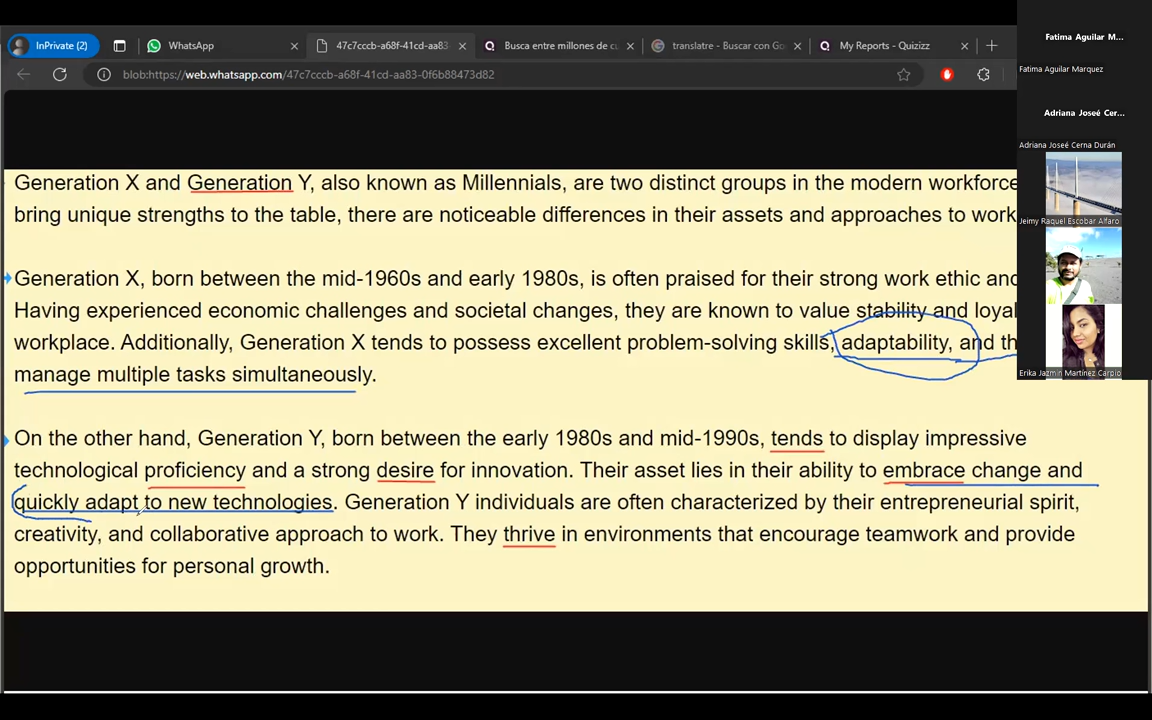 InPrivate (2)
WhatsApp
47c7cccb-a68f-41cd-aa83
Busca entre millones de cu
translatre - Buscar con Go
My Reports - Quizizz
blob:https://web.whatsapp.com/47c7cccb-a68f-41cd-aa83-0f6b88473d82
Fatima Aguilar M...
Fatima Aguilar Marquez
Adriana Joseé Cer...
Adriana Joseé Cerna Durán
Jeimy Raquel Escobar Alfaro
Erika Jazmin Martínez Carpio
Generation X and Generation Y, also known as Millennials, are two distinct groups in the modern workforce
bring unique strengths to the table, there are noticeable differences in their assets and approaches to work
Generation X, born between the mid-1960s and early 1980s, is often praised for their strong work ethic and
Having experienced economic challenges and societal changes, they are known to value stability and loyal
workplace. Additionally, Generation X tends to possess excellent problem-solving skills, adaptability, and th
manage multiple tasks simultaneously.
On the other hand, Generation Y, born between the early 1980s and mid-1990s, tends to display impressive
technological proficiency and a strong desire for innovation. Their asset lies in their ability to embrace change and
quickly adapt to new technologies. Generation Y individuals are often characterized by their entrepreneurial spirit,
creativity, and collaborative approach to work. They thrive in environments that encourage teamwork and provide
opportunities for personal growth.